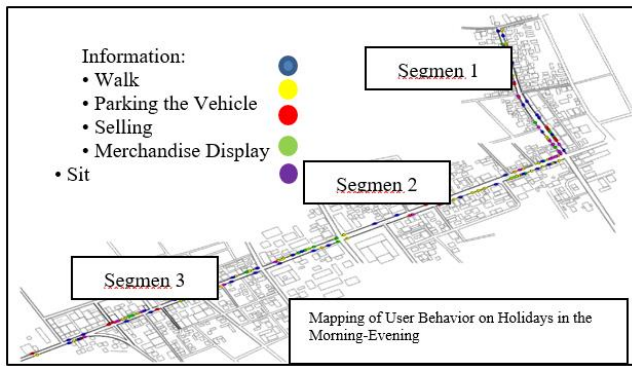 Information:
• Walk
• Parking the Vehicle
• Selling
• Merchandise Display
• Sit
Segmen 1
Segmen 2
Segmen 3
Mapping of User Behavior on Holidays in the
Morning-Evening